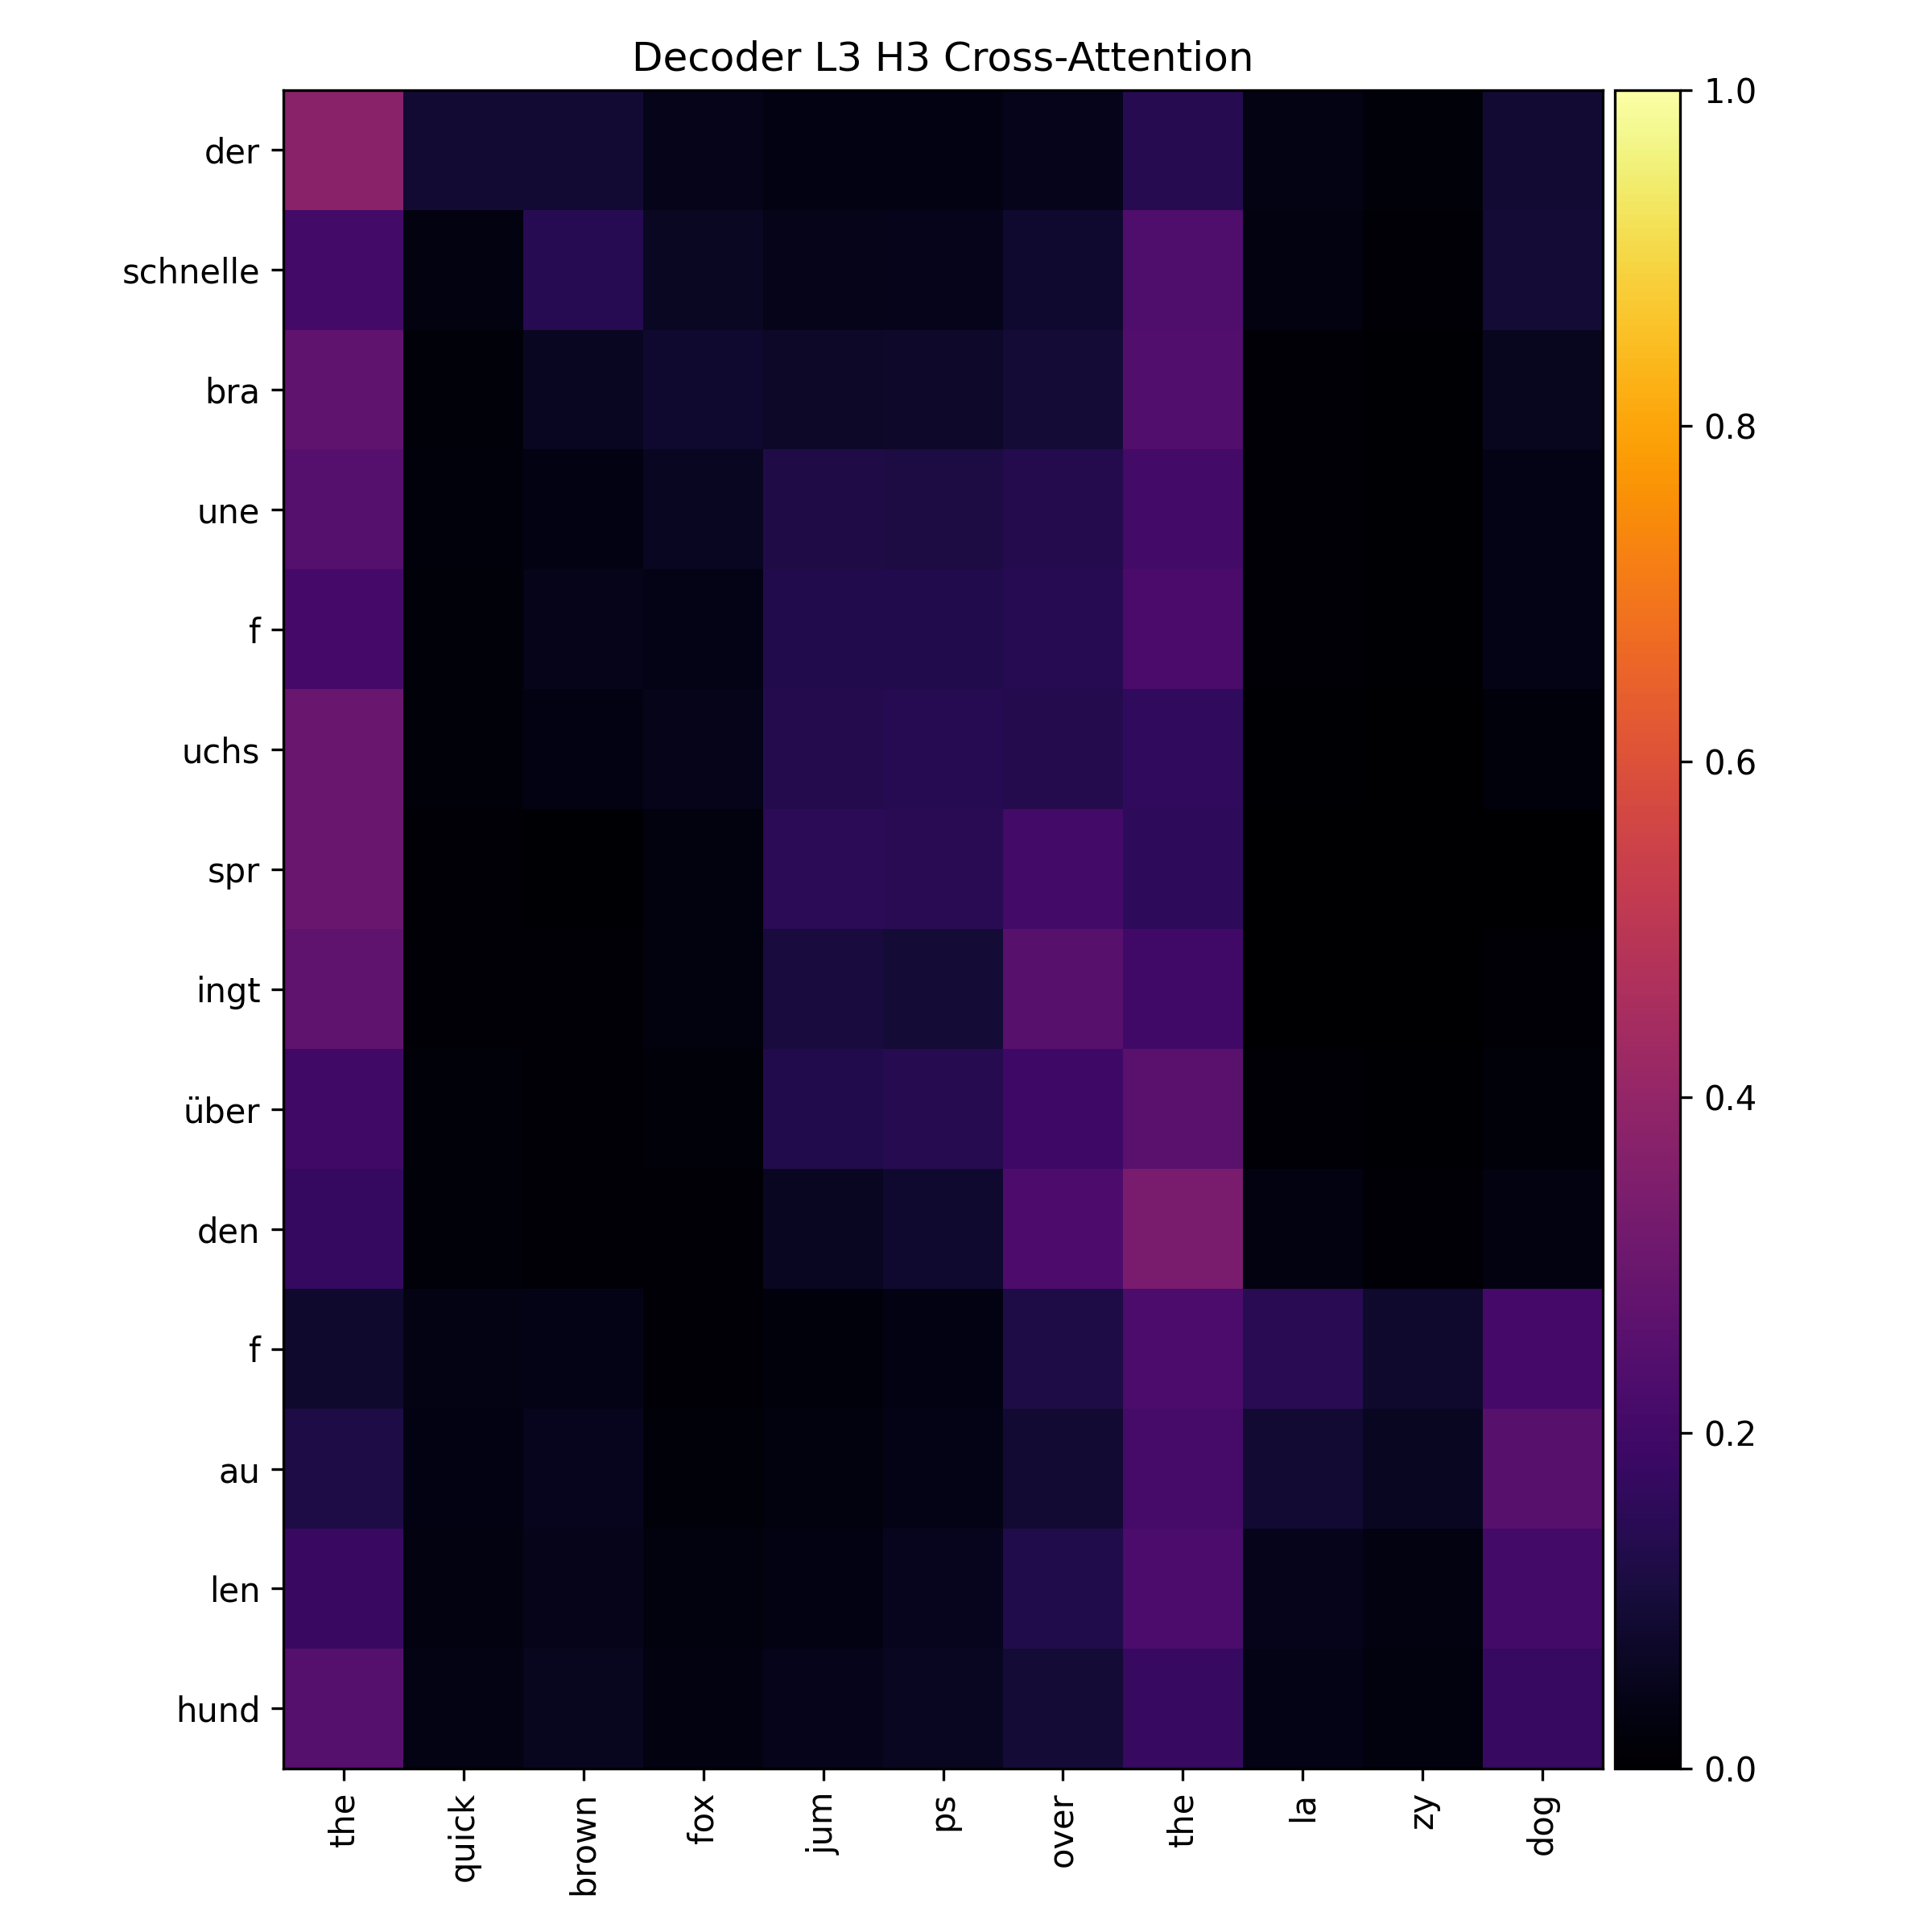 Decoder L3 H3 Cross-Attention
der
schnelle
bra
une
f
uchs
spr
ingt
über
den
f
au
len
hund
the
quick
brown
fox
jum
ps
over
the
la
zy
dog
1.0
0.8
0.6
0.4
0.2
0.0